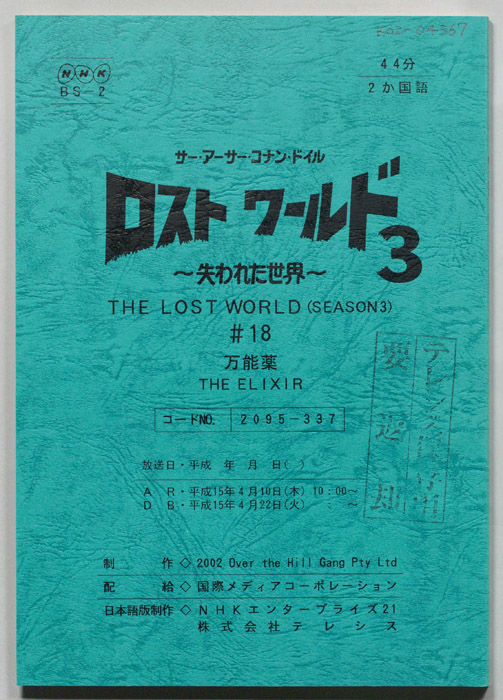 NHK
BS-2
44分
2か国語
サー・アーサー・コナン・ドイル
ロスト ワールド3
～失われた世界～
THE LOST WORLD (SEASON3)
#18
万能薬
THE ELIXIR
コードNO. 2095-337
放送日・平成 年 月 日( )
AR・平成15年4月10日(木) 10:00～
DB・平成15年4月22日(火) : ～
制作◇2002 Over the Hill Gang Pty Ltd
配給◇国際メディアコーポレーション
日本語版制作◇NHKエンタープライズ21
株式会社テレシス